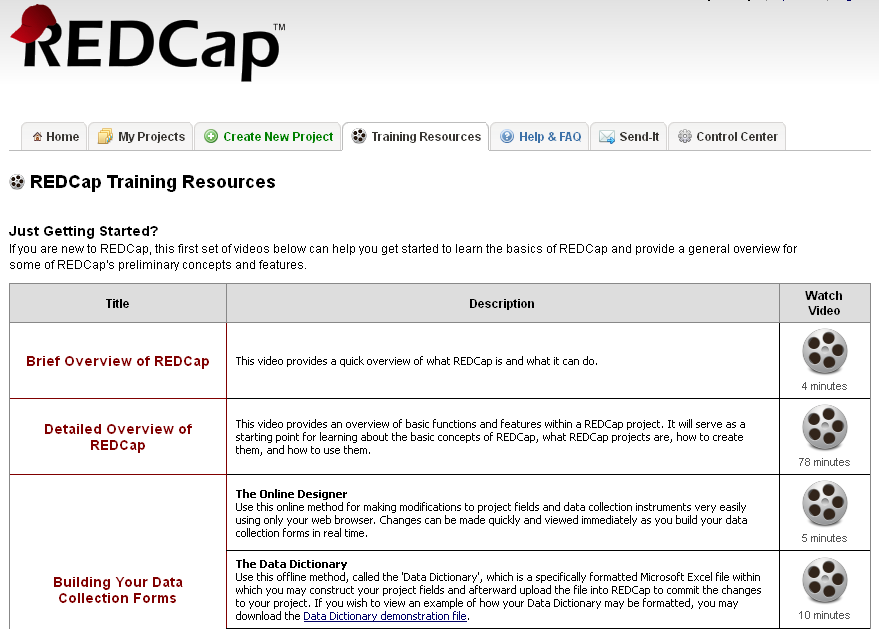 REDCap™
Home
My Projects
Create New Project
Training Resources
Help & FAQ
Send-It
Control Center
REDCap Training Resources
Just Getting Started?
If you are new to REDCap, this first set of videos below can help you get started to learn the basics of REDCap and provide a general overview for
some of REDCap's preliminary concepts and features.
Title
Description
Watch
Video
Brief Overview of REDCap
This video provides a quick overview of what REDCap is and what it can do.
4 minutes
Detailed Overview of
REDCap
This video provides an overview of basic functions and features within a REDCap project. It will serve as a
starting point for learning about the basic concepts of REDCap, what REDCap projects are, how to create
them, and how to use them.
78 minutes
Building Your Data
Collection Forms
The Online Designer
Use this online method for making modifications to project fields and data collection instruments very easily
using only your web browser. Changes can be made quickly and viewed immediately as you build your data
collection forms in real time.
5 minutes
The Data Dictionary
Use this offline method, called the 'Data Dictionary', which is a specifically formatted Microsoft Excel file within
which you may construct your project fields and afterward upload the file into REDCap to commit the changes
to your project. If you wish to view an example of how your Data Dictionary may be formatted, you may
download the Data Dictionary demonstration file.
10 minutes